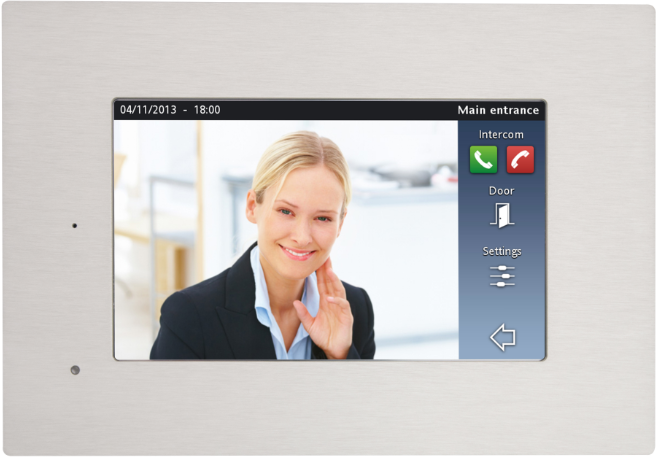 04/11/2013 - 18:00
Main entrance
Intercom
Door
Settings